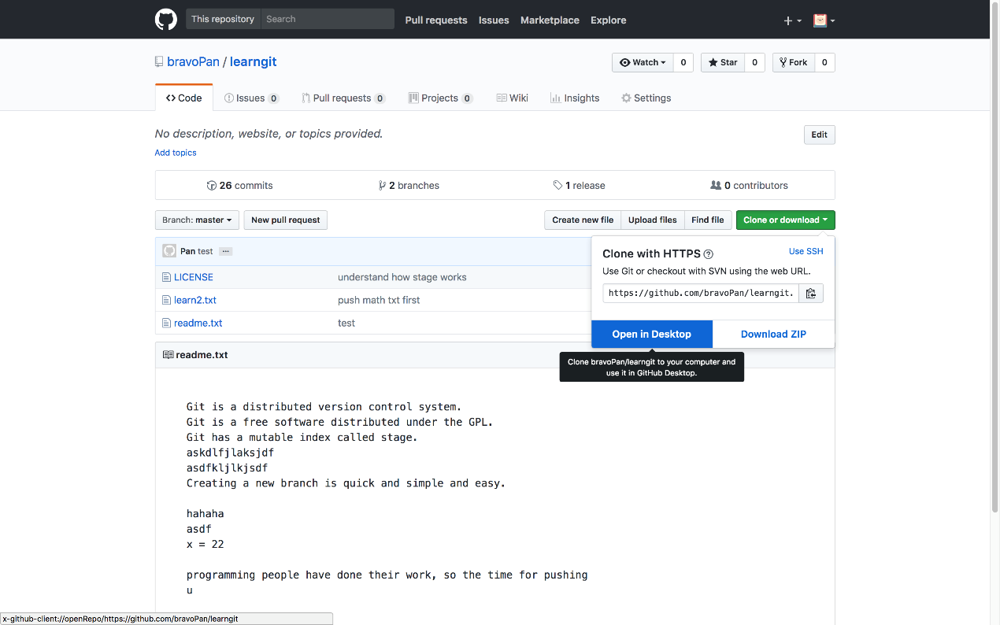 This repository Search Pull requests Issues Marketplace Explore
bravoPan / learngit Watch 0 Star 0 Fork 0
Code Issues 0 Pull requests 0 Projects 0 Wiki Insights Settings
No description, website, or topics provided. Edit
Add topics
26 commits 2 branches 1 release 0 contributors
Branch: master New pull request Create new file Upload files Find file Clone or download
Pan test ...
LICENSE understand how stage works
learn2.txt push math txt first
readme.txt test
Clone with HTTPS Use SSH
Use Git or checkout with SVN using the web URL.
https://github.com/bravoPan/learngit.
Open in Desktop Download ZIP
Clone bravoPan/learngit to your computer and
use it in GitHub Desktop.
readme.txt
Git is a distributed version control system.
Git is a free software distributed under the GPL.
Git has a mutable index called stage.
askdlfjlaksjdf
asdfkljlkjsdf
Creating a new branch is quick and simple and easy.
hahaha
asdf
x = 22
programming people have done their work, so the time for pushing
u
x-github-client://openRepo/https://github.com/bravoPan/learngit